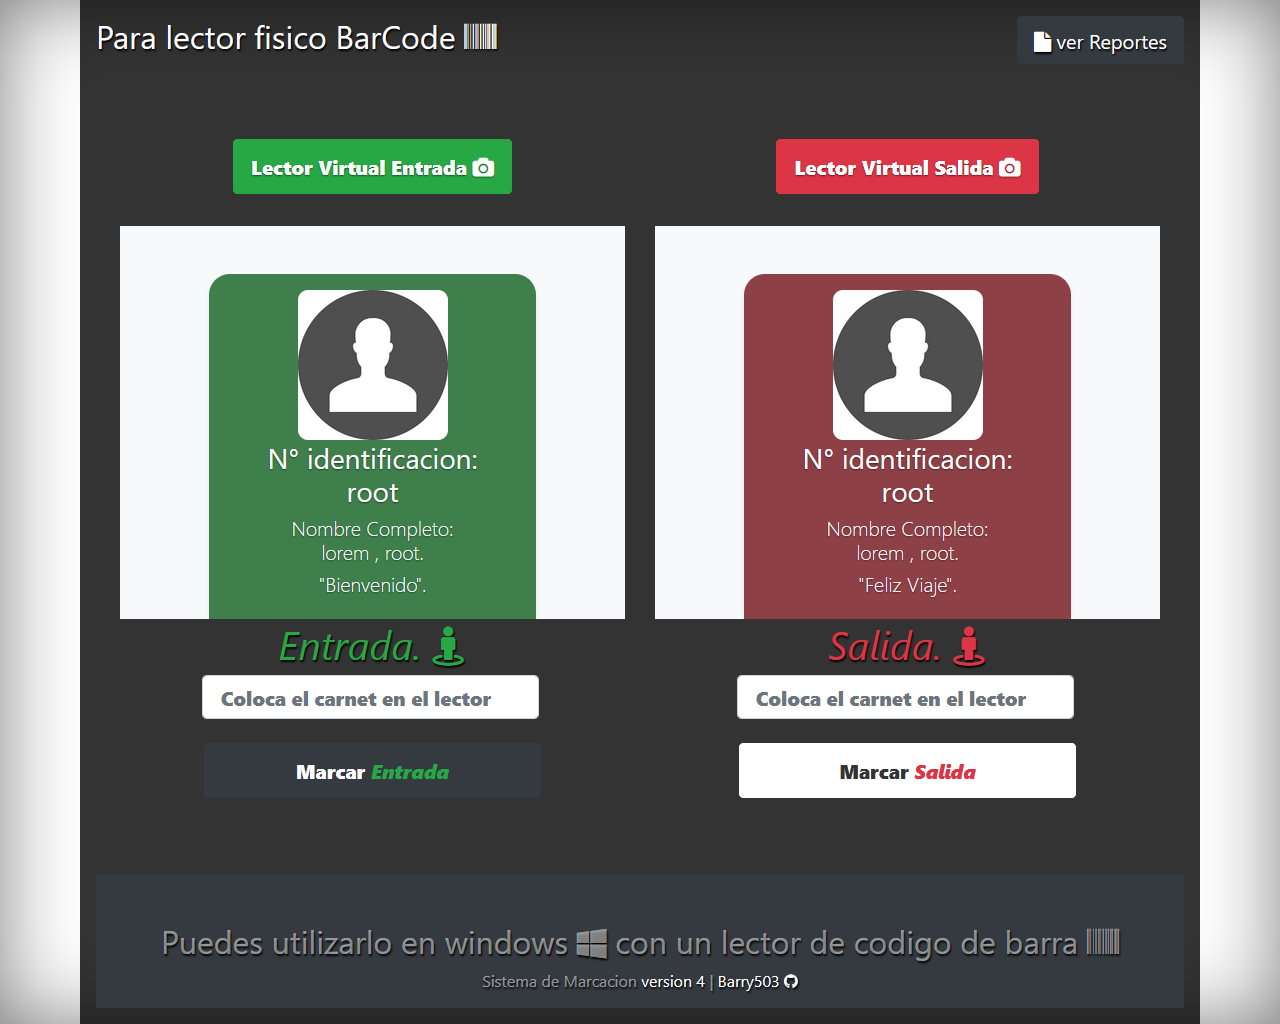 Para lector fisico BarCode
ver Reportes
Lector Virtual Entrada
Lector Virtual Salida
N° identificacion:
root
Nombre Completo:
lorem , root.
"Bienvenido".
N° identificacion:
root
Nombre Completo:
lorem , root.
"Feliz Viaje".
Entrada.
Salida.
Coloca el carnet en el lector
Coloca el carnet en el lector
Marcar Entrada
Marcar Salida
Puedes utilizarlo en windows con un lector de codigo de barra
Sistema de Marcacion version 4 | Barry503